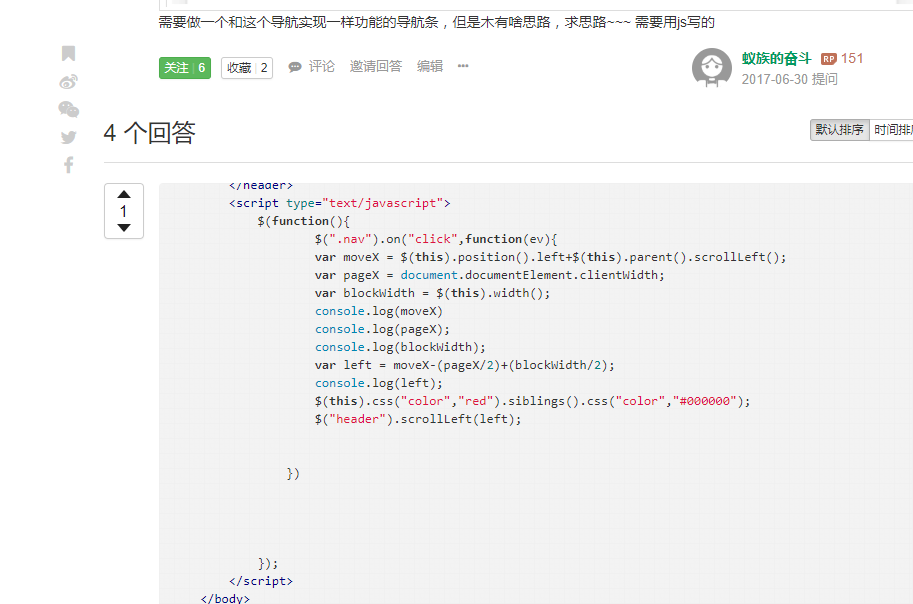 需要做一个和这个导航实现一样功能的导航条，但是木有啥思路，求思路~~~ 需要用js写的
关注 6 收藏 2 评论 邀请回答 编辑 •••
蚁族的奋斗 RP 151
2017-06-30 提问
4 个回答
默认排序 时间排
1
</header>
<script type="text/javascript">
$(function(){
$(".nav").on("click",function(ev){
var moveX = $(this).position().left+$(this).parent().scrollLeft();
var pageX = document.documentElement.clientWidth;
var blockWidth = $(this).width();
console.log(moveX)
console.log(pageX);
console.log(blockWidth);
var left = moveX-(pageX/2)+(blockWidth/2);
console.log(left);
$(this).css("color","red").siblings().css("color","#000000");
$("header").scrollLeft(left);
})
});
</script>
</body>